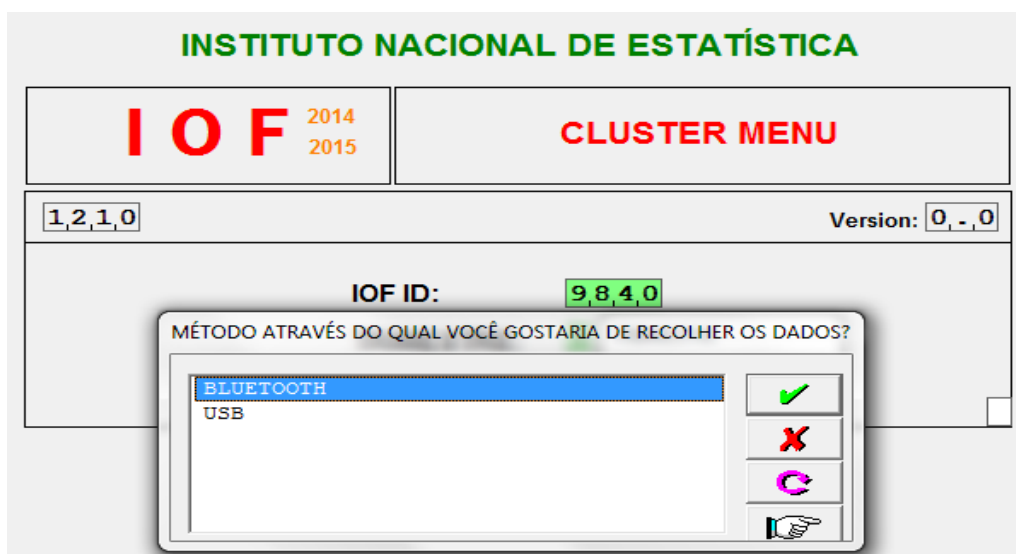 INSTITUTO NACIONAL DE ESTATÍSTICA
I O F 2014 2015
CLUSTER MENU
1,2,1,0
Version: 0,-,0
IOF ID: 9,8,4,0
MÉTODO ATRAVÉS DO QUAL VOCÊ GOSTARIA DE RECOLHER OS DADOS?
BLUETOOTH
USB